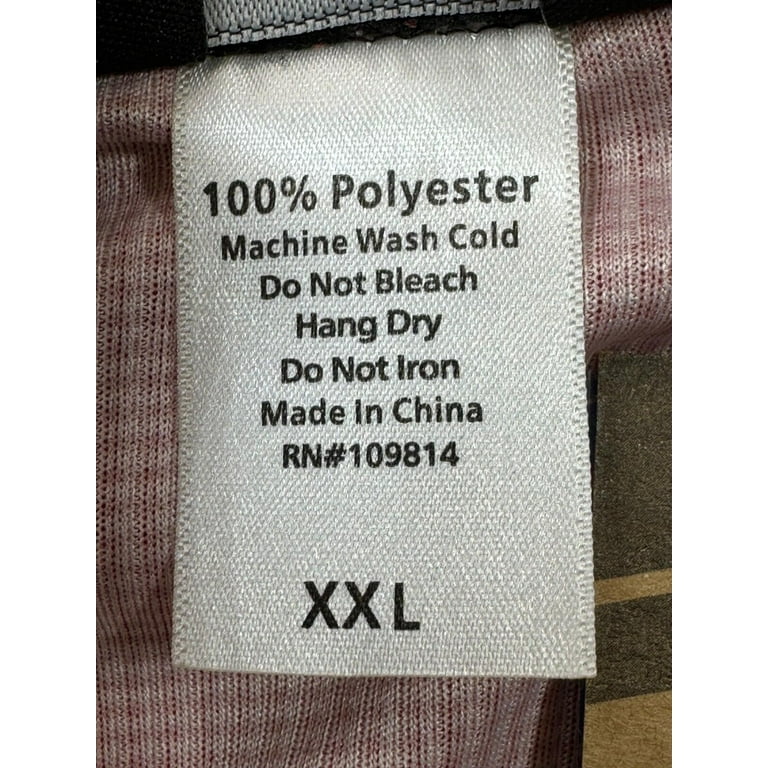 100% Polyester
Machine Wash Cold
Do Not Bleach
Hang Dry
Do Not Iron
Made In China
RN#109814
XXL